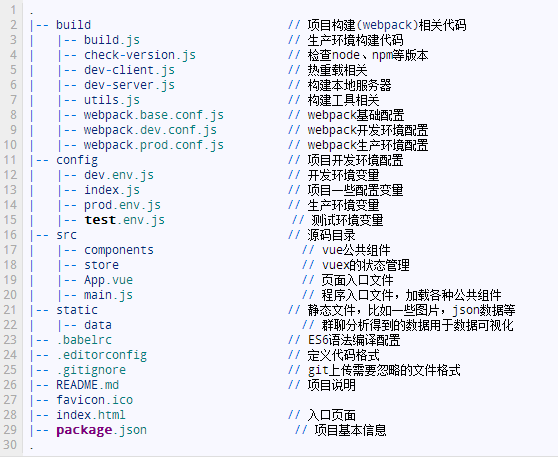 1 .
2 |-- build // 项目构建(webpack)相关代码
3 | |-- build.js // 生产环境构建代码
4 | |-- check-version.js // 检查node、npm等版本
5 | |-- dev-client.js // 热重载相关
6 | |-- dev-server.js // 构建本地服务器
7 | |-- utils.js // 构建工具相关
8 | |-- webpack.base.conf.js // webpack基础配置
9 | |-- webpack.dev.conf.js // webpack开发环境配置
10 | |-- webpack.prod.conf.js // webpack生产环境配置
11 |-- config // 项目开发环境配置
12 | |-- dev.env.js // 开发环境变量
13 | |-- index.js // 项目一些配置变量
14 | |-- prod.env.js // 生产环境变量
15 | |-- test.env.js // 测试环境变量
16 |-- src // 源码目录
17 | |-- components // vue公共组件
18 | |-- store // vuex的状态管理
19 | |-- App.vue // 页面入口文件
20 | |-- main.js // 程序入口文件，加载各种公共组件
21 |-- static // 静态文件，比如一些图片，json数据等
22 | |-- data // 群聊分析得到的数据用于数据可视化
23 |-- .babelrc // ES6语法编译配置
24 |-- .editorconfig // 定义代码格式
25 |-- .gitignore // git上传需要忽略的文件格式
26 |-- README.md // 项目说明
27 |-- favicon.ico
28 |-- index.html // 入口页面
29 |-- package.json // 项目基本信息
30 .